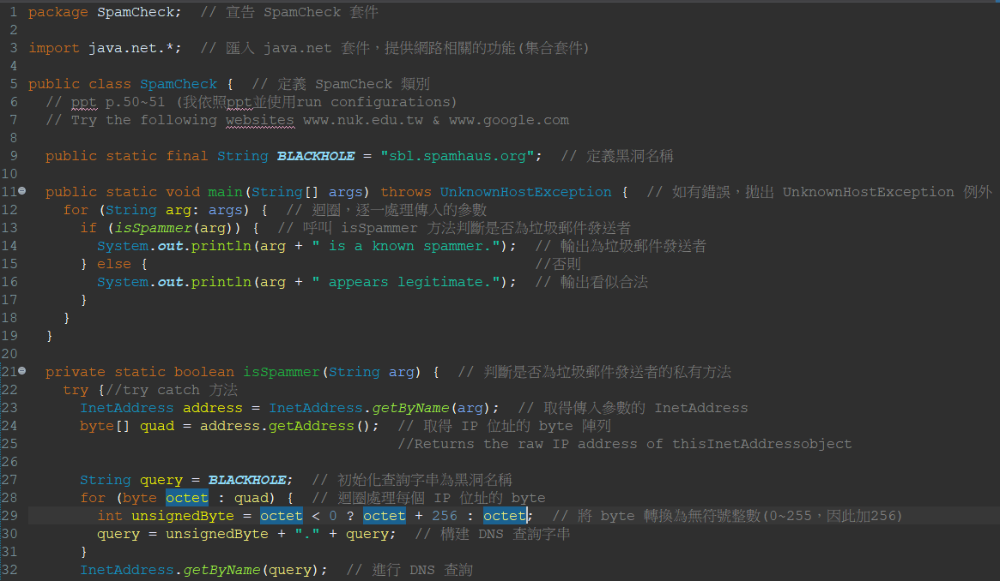 1 package SpamCheck;  // 宣告 SpamCheck 套件
2
3 import java.net.*;  // 匯入 java.net 套件，提供網路相關的功能(集合套件)
4
5 public class SpamCheck {  // 定義 SpamCheck 類別
6   // ppt p.50~51 (我依照ppt並使用run configurations)
7   // Try the following websites www.nuk.edu.tw & www.google.com
8
9   public static final String BLACKHOLE = "sbl.spamhaus.org";  // 定義黑洞名稱
10
11   public static void main(String[] args) throws UnknownHostException {  // 如有錯誤，拋出 UnknownHostException 例外
12     for (String arg: args) {  // 迴圈，逐一處理傳入的參數
13       if (isSpammer(arg)) {  // 呼叫 isSpammer 方法判斷是否為垃圾郵件發送者
14         System.out.println(arg + " is a known spammer.");  // 輸出為垃圾郵件發送者
15       } else {                                             //否則
16         System.out.println(arg + " appears legitimate.");  // 輸出看似合法
17       }
18     }
19   }
20
21   private static boolean isSpammer(String arg) {  // 判斷是否為垃圾郵件發送者的私有方法
22     try {//try catch 方法
23       InetAddress address = InetAddress.getByName(arg);  // 取得傳入參數的 InetAddress
24       byte[] quad = address.getAddress();  // 取得 IP 位址的 byte 陣列
25                                            //Returns the raw IP address of thisInetAddressobject
26
27       String query = BLACKHOLE;  // 初始化查詢字串為黑洞名稱
28       for (byte octet : quad) {  // 迴圈處理每個 IP 位址的 byte
29         int unsignedByte = octet < 0 ? octet + 256 : octet;  // 將 byte 轉換為無符號整數(0~255，因此加256)
30         query = unsignedByte + "." + query;  // 構建 DNS 查詢字串
31       }
32       InetAddress.getByName(query);  // 進行 DNS 查詢